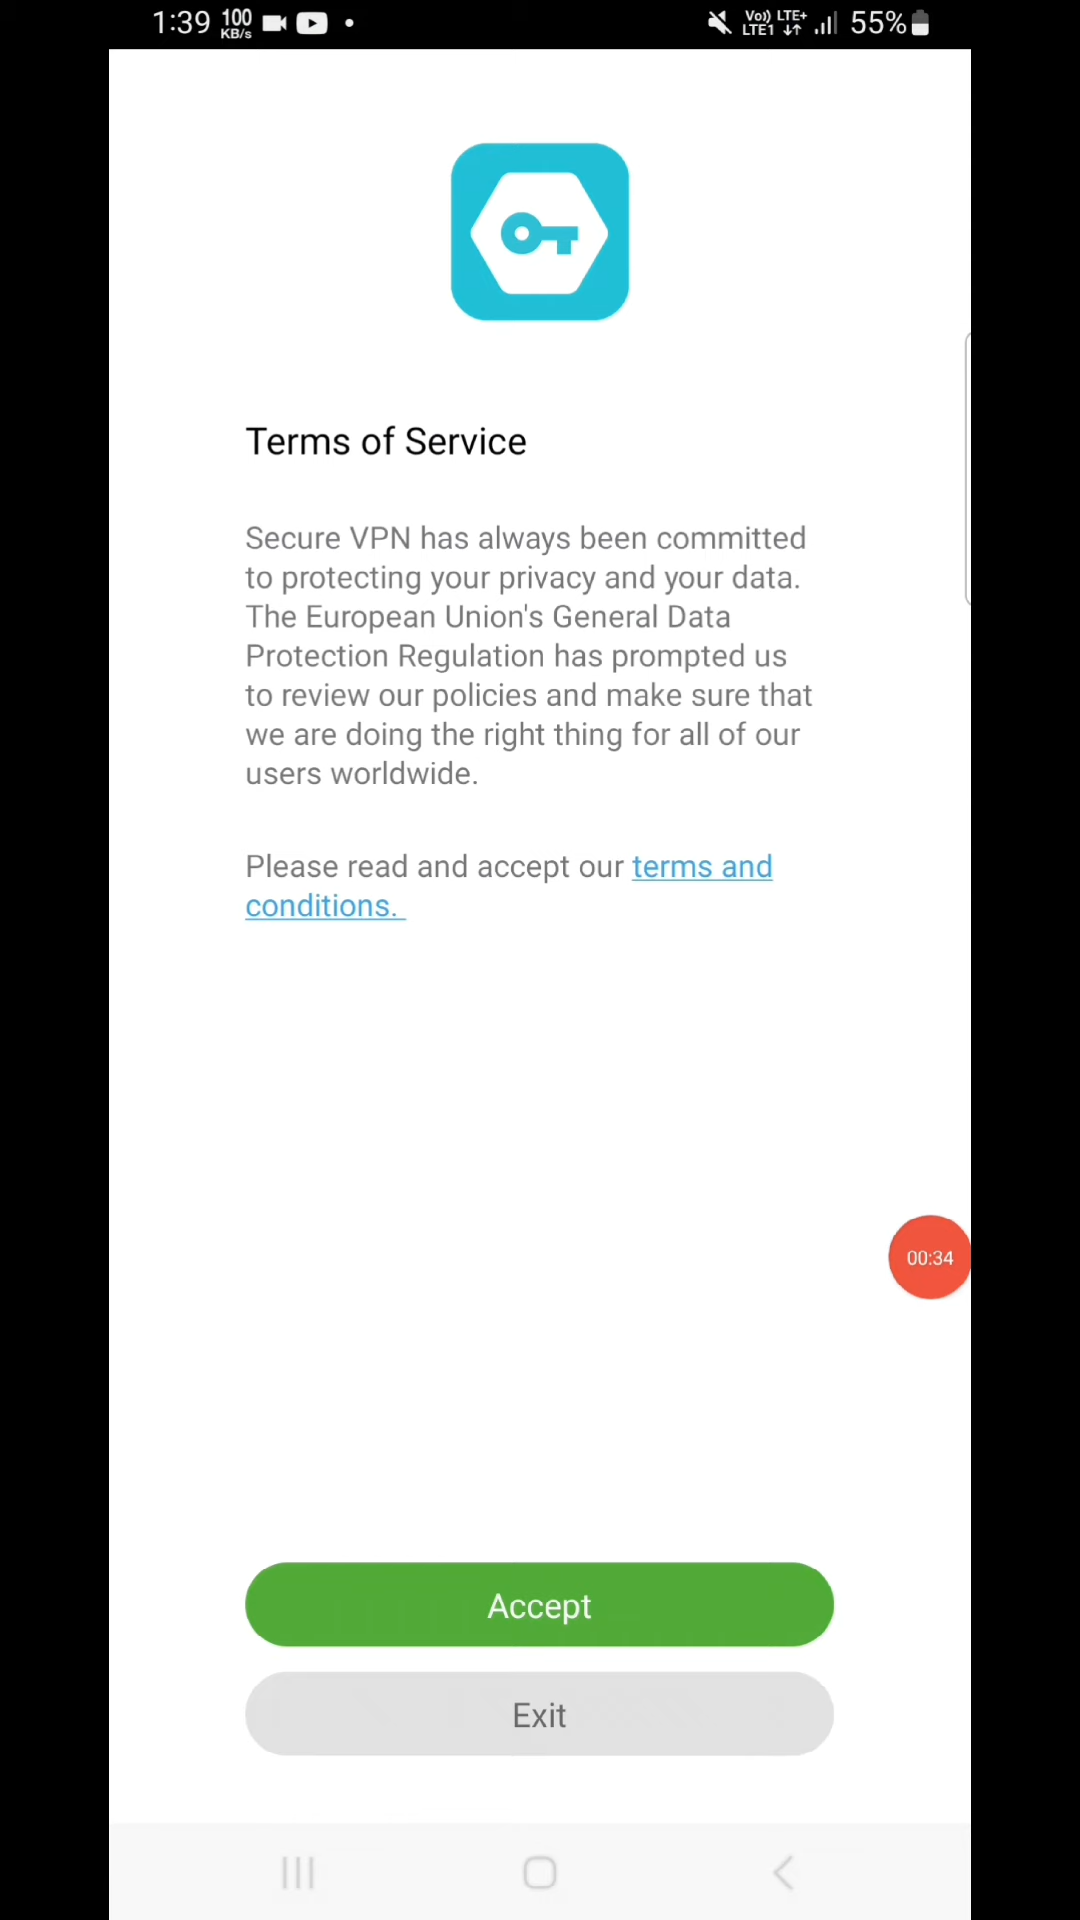 1:39 100 KB/s Vo)) LTE+ LTE1 55%
Terms of Service
Secure VPN has always been committed
to protecting your privacy and your data.
The European Union's General Data
Protection Regulation has prompted us
to review our policies and make sure that
we are doing the right thing for all of our
users worldwide.
Please read and accept our terms and
conditions.
00:34
Accept
Exit